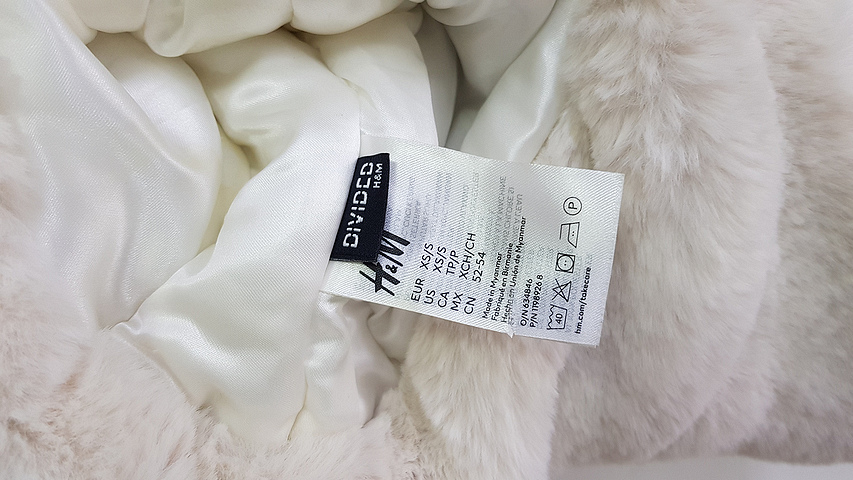 DIVIDED
H&M
H&M
EUR XS/S
US XS/S
CA TP/P
MX XCH/CH
CN 52-54
Made in Myanmar
Fabriqué en Birmanie
Hecho en Unión de Myanmar
O/N 634846
P/N 1198926 8
40
P
hm.com/takecare